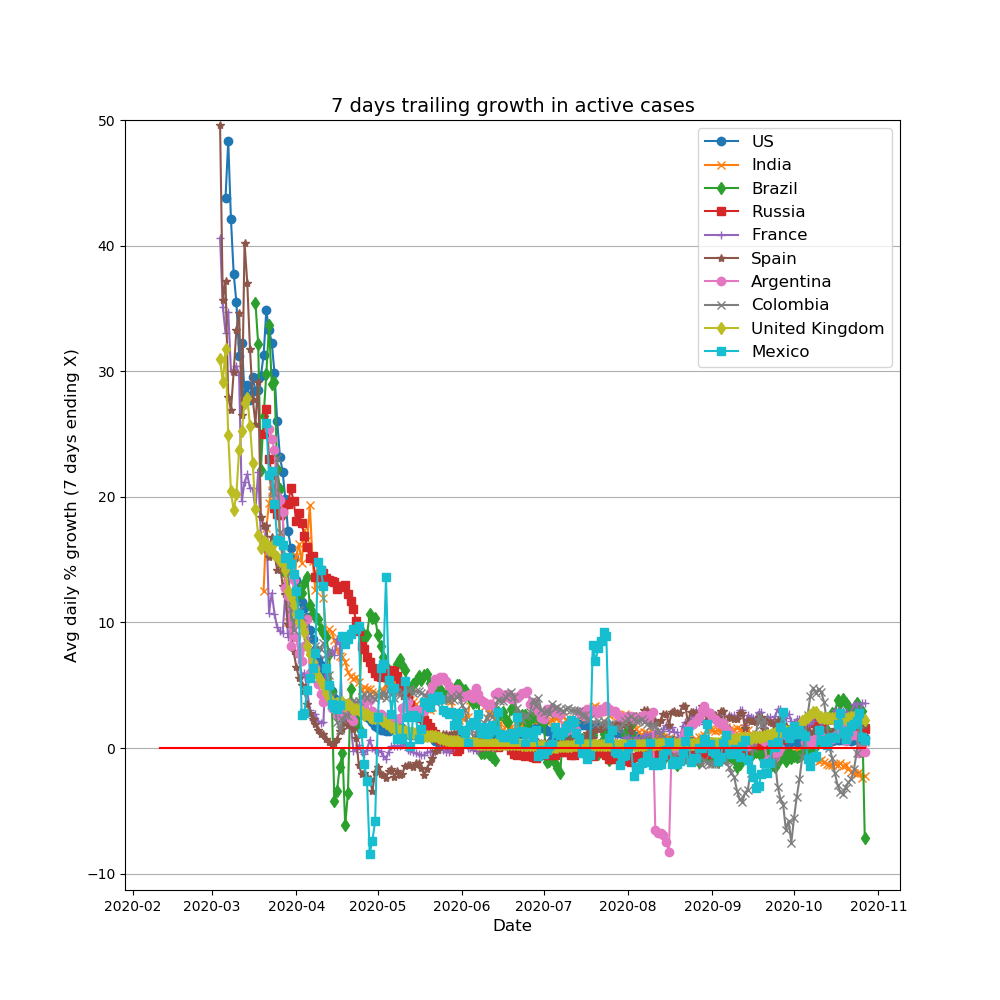 7 days trailing growth in active cases
50
40
30
20
10
0
−10
Avg daily % growth (7 days ending X)
US
India
Brazil
Russia
France
Spain
Argentina
Colombia
United Kingdom
Mexico
2020-02 2020-03 2020-04 2020-05 2020-06 2020-07 2020-08 2020-09 2020-10 2020-11
Date